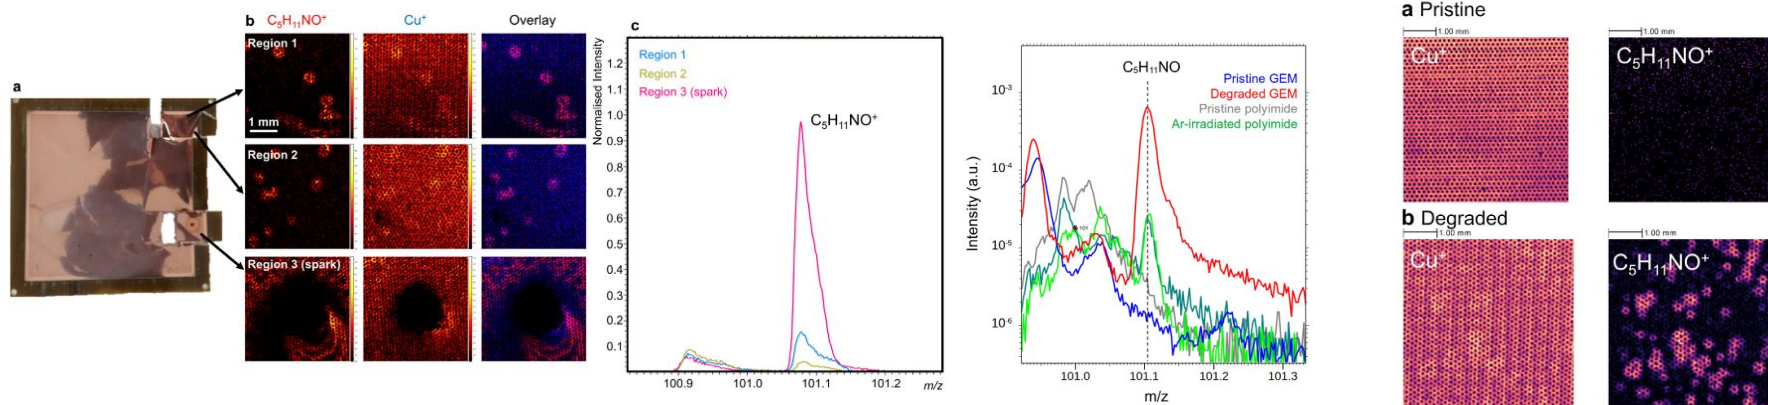 a
b
C₅H₁₁NO⁺ Cu⁺ Overlay
Region 1
1 mm
Region 2
Region 3 (spark)
c
Normalised Intensity
Region 1
Region 2
Region 3 (spark)
C₅H₁₁NO⁺
1.2
1.1
1.0
0.9
0.8
0.7
0.6
0.5
0.4
0.3
0.2
0.1
100.9 101.0 101.1 101.2 m/z
C₅H₁₁NO
Pristine GEM
Degraded GEM
Pristine polyimide
Ar-irradiated polyimide
Intensity (a.u.)
10⁻³
10⁻⁴
10⁻⁵
10⁻⁶
101
101.0 101.1 101.2 101.3
m/z
a Pristine
1.00 mm 1.00 mm
Cu⁺ C₅H₁₁NO⁺
b Degraded
1.00 mm 1.00 mm
Cu⁺ C₅H₁₁NO⁺